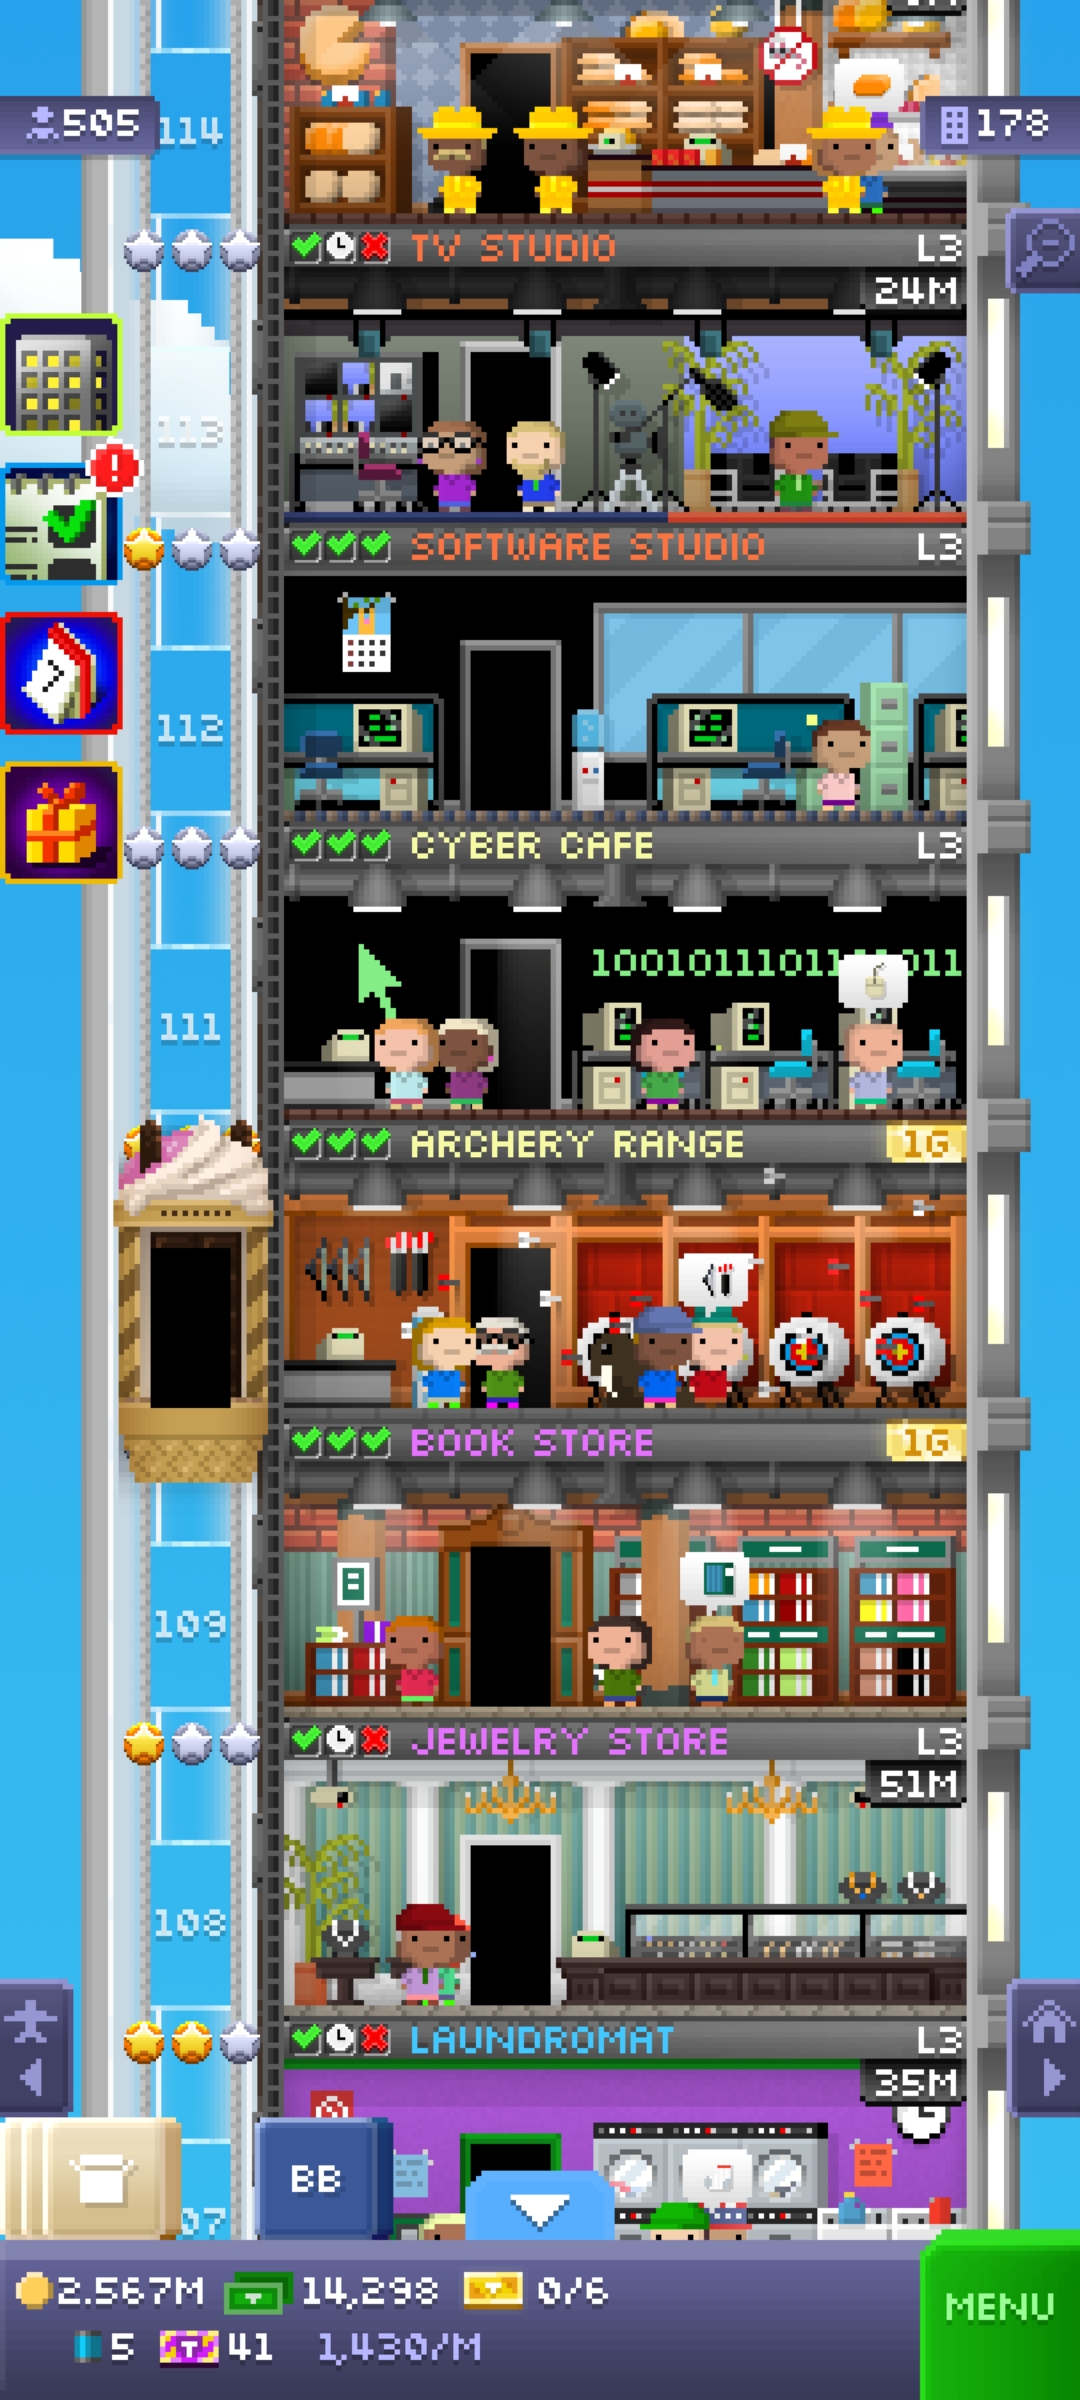 505
114
178
TV STUDIO
L3
24M
113
SOFTWARE STUDIO
L3
112
CYBER CAFE
L3
111
ARCHERY RANGE
1G
BOOK STORE
1G
109
JEWELRY STORE
L3
51M
108
LAUNDROMAT
L3
35M
BB
07
2.567M
14,298
0/6
MENU
5
T
41
1,430/M